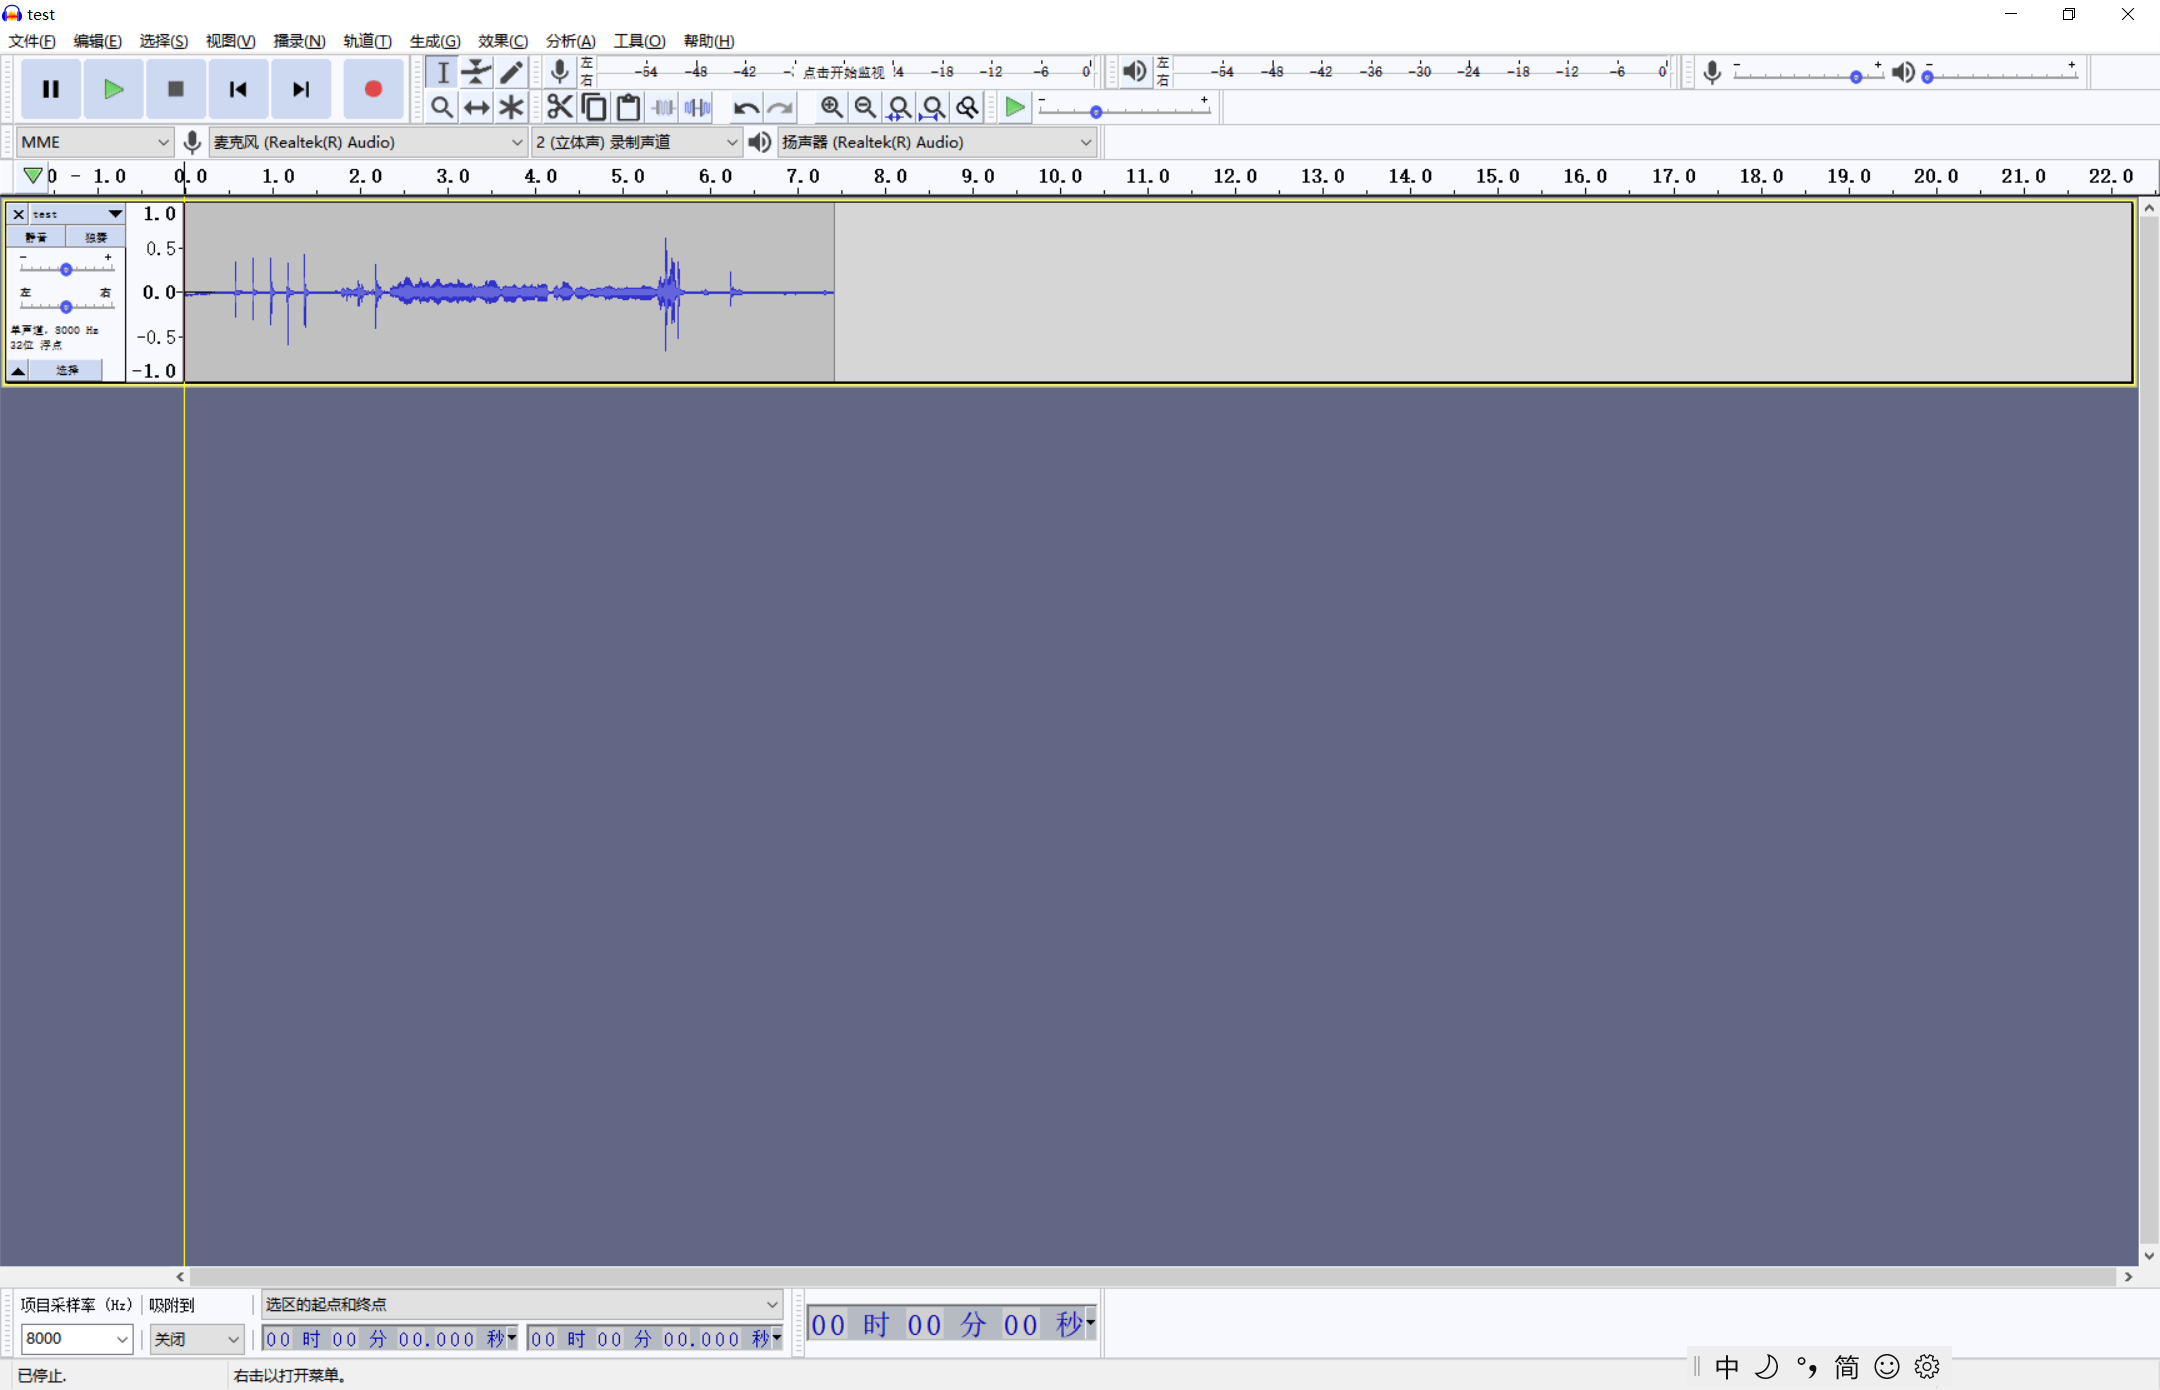 test
文件(F) 编辑(E) 选择(S) 视图(V) 播录(N) 轨道(T) 生成(G) 效果(C) 分析(A) 工具(O) 帮助(H)
左 右 -54 -48 -42 点击开始监视 -18 -12 -6 0
左 右 -54 -48 -42 -36 -30 -24 -18 -12 -6 0
- +
- +
- +
MME 麦克风 (Realtek(R) Audio) 2 (立体声) 录制声道 扬声器 (Realtek(R) Audio)
0 - 1.0 0.0 1.0 2.0 3.0 4.0 5.0 6.0 7.0 8.0 9.0 10.0 11.0 12.0 13.0 14.0 15.0 16.0 17.0 18.0 19.0 20.0 21.0 22.0
test 1.0
静音 独奏
0.5
- +
左 右 0.0
单声道, 8000 Hz -0.5
32位 浮点
选择 -1.0
项目采样率 (Hz) 吸附到 选区的起点和终点
00 时 00 分 00 秒
8000 关闭 00 时 00 分 00.000 秒 00 时 00 分 00.000 秒
已停止. 右击以打开菜单。
中 °, 简